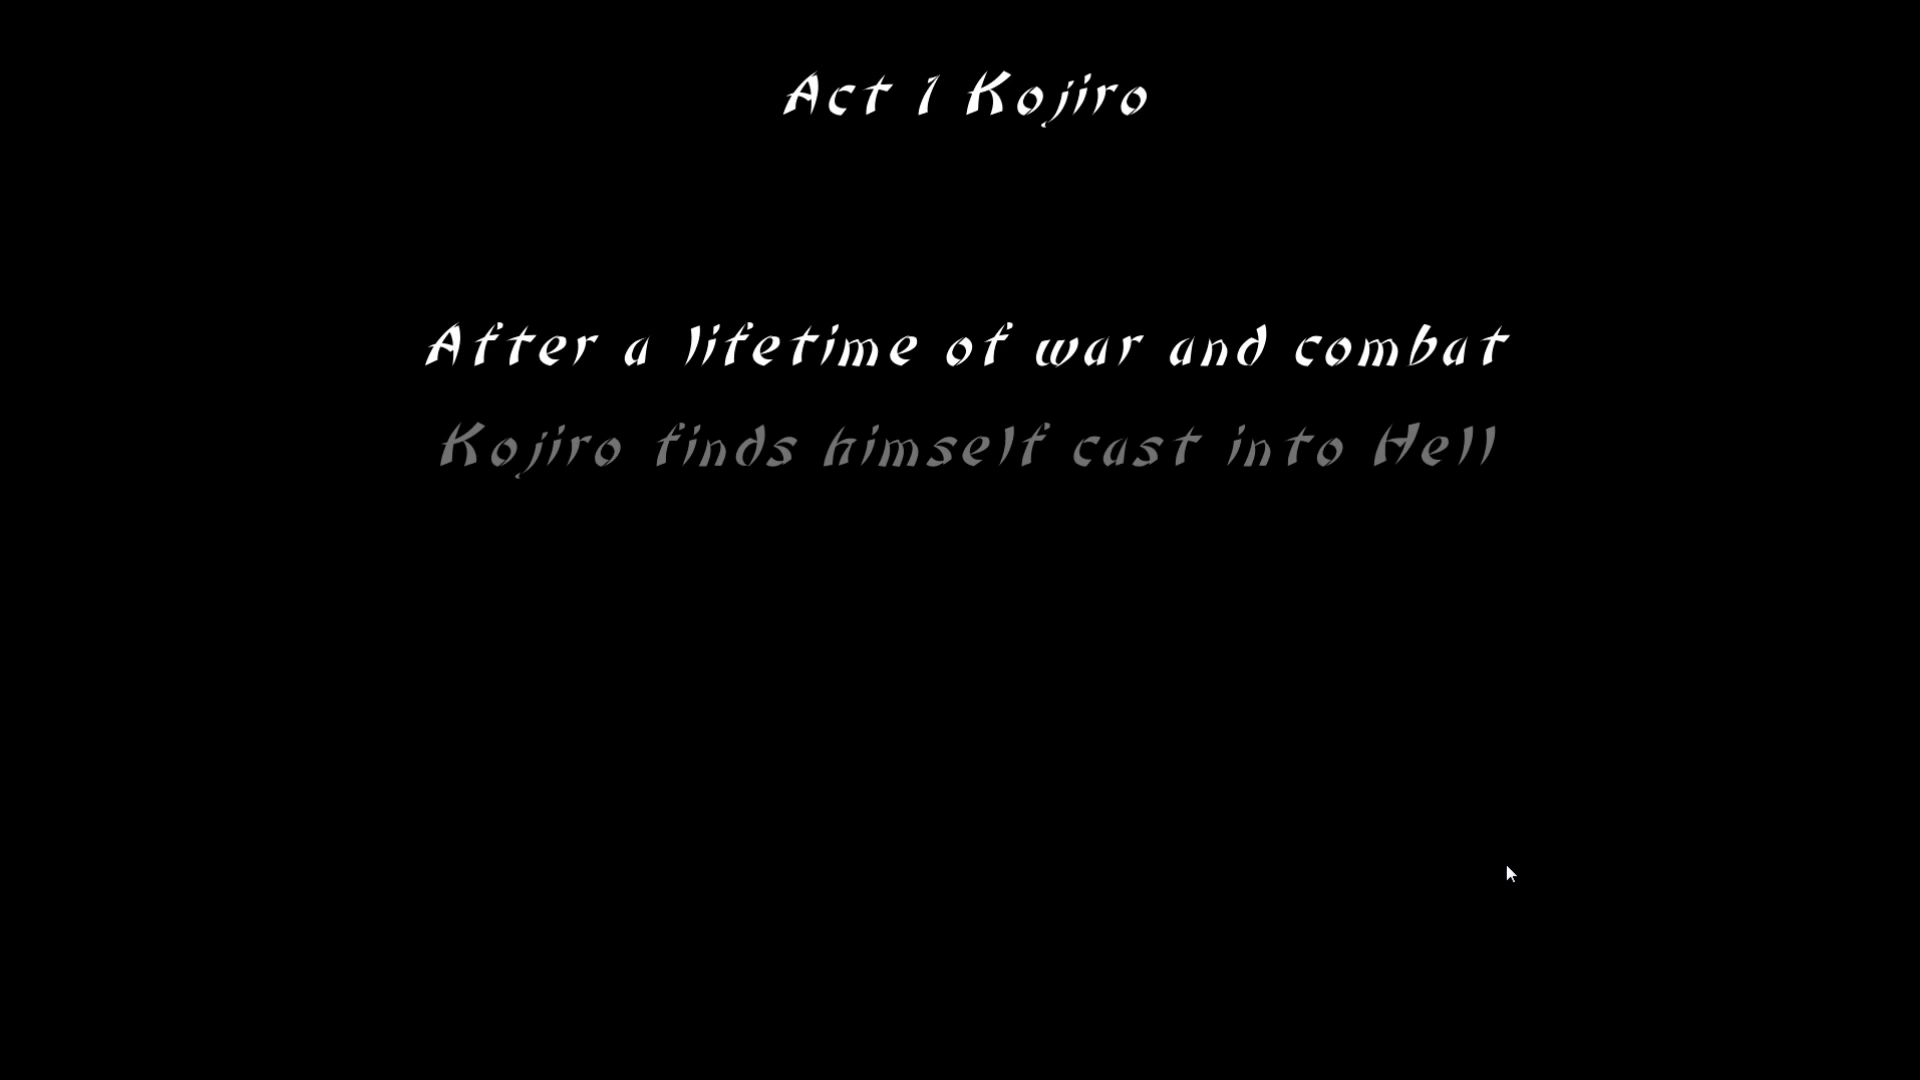 Act 1 Kojiro
After a lifetime of war and combat
Kojiro finds himself cast into Hell